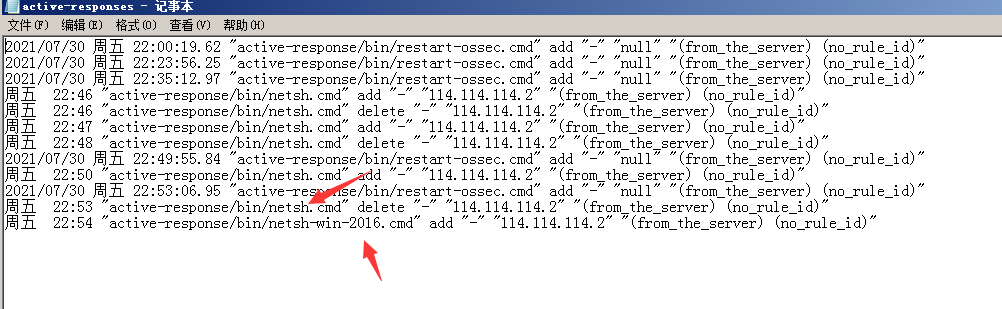 active-responses - 记事本
文件(F) 编辑(E) 格式(O) 查看(V) 帮助(H)
2021/07/30 周五 22:00:19.62 "active-response/bin/restart-ossec.cmd" add "-" "null" "(from_the_server) (no_rule_id)"
2021/07/30 周五 22:23:56.25 "active-response/bin/restart-ossec.cmd" add "-" "null" "(from_the_server) (no_rule_id)"
2021/07/30 周五 22:35:12.97 "active-response/bin/restart-ossec.cmd" add "-" "null" "(from_the_server) (no_rule_id)"
周五 22:46 "active-response/bin/netsh.cmd" add "-" "114.114.114.2" "(from_the_server) (no_rule_id)"
周五 22:46 "active-response/bin/netsh.cmd" delete "-" "114.114.114.2" "(from_the_server) (no_rule_id)"
周五 22:47 "active-response/bin/netsh.cmd" add "-" "114.114.114.2" "(from_the_server) (no_rule_id)"
周五 22:48 "active-response/bin/netsh.cmd" delete "-" "114.114.114.2" "(from_the_server) (no_rule_id)"
2021/07/30 周五 22:49:55.84 "active-response/bin/restart-ossec.cmd" add "-" "null" "(from_the_server) (no_rule_id)"
周五 22:50 "active-response/bin/netsh.cmd" add "-" "114.114.114.2" "(from_the_server) (no_rule_id)"
2021/07/30 周五 22:53:06.95 "active-response/bin/restart-ossec.cmd" add "-" "null" "(from_the_server) (no_rule_id)"
周五 22:53 "active-response/bin/netsh.cmd" delete "-" "114.114.114.2" "(from_the_server) (no_rule_id)"
周五 22:54 "active-response/bin/netsh-win-2016.cmd" add "-" "114.114.114.2" "(from_the_server) (no_rule_id)"